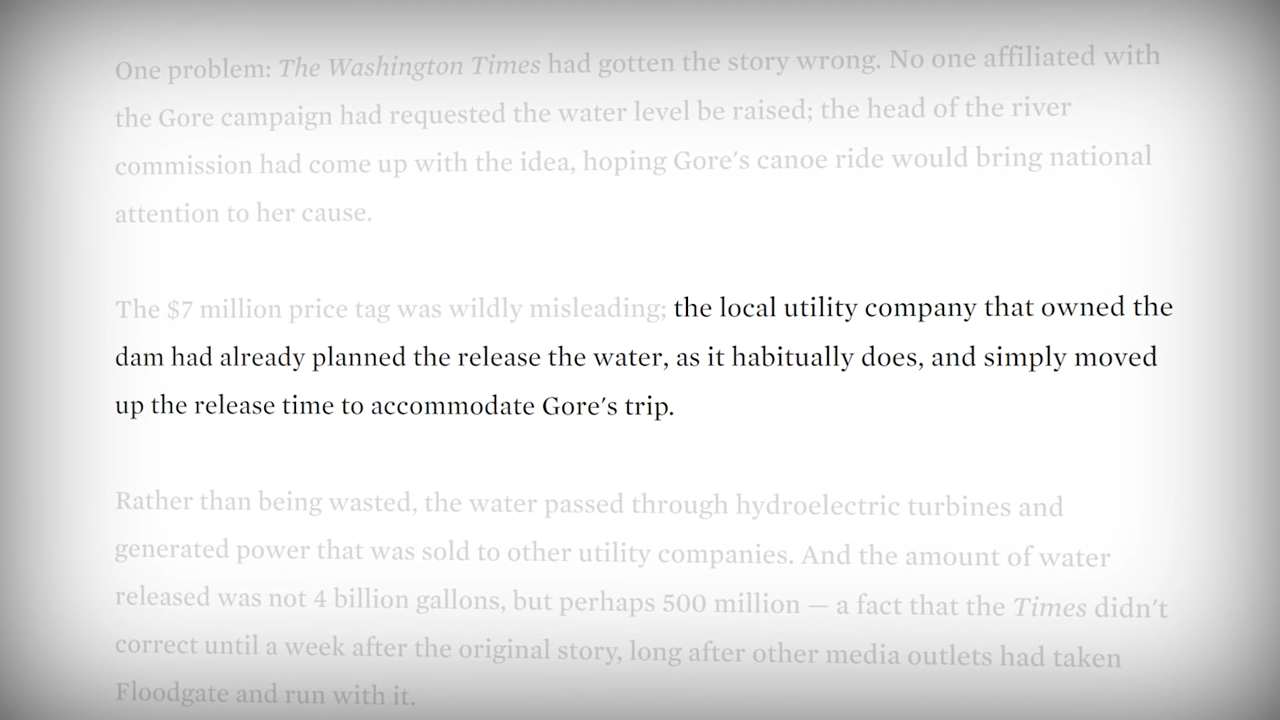 One problem: The Washington Times had gotten the story wrong. No one affiliated with
the Gore campaign had requested the water level be raised; the head of the river
commission had come up with the idea, hoping Gore's canoe ride would bring national
attention to her cause.
The $7 million price tag was wildly misleading; the local utility company that owned the
dam had already planned the release the water, as it habitually does, and simply moved
up the release time to accommodate Gore's trip.
Rather than being wasted, the water passed through hydroelectric turbines and
generated power that was sold to other utility companies. And the amount of water
released was not 4 billion gallons, but perhaps 500 million — a fact that the Times didn't
correct until a week after the original story, long after other media outlets had taken
Floodgate and run with it.